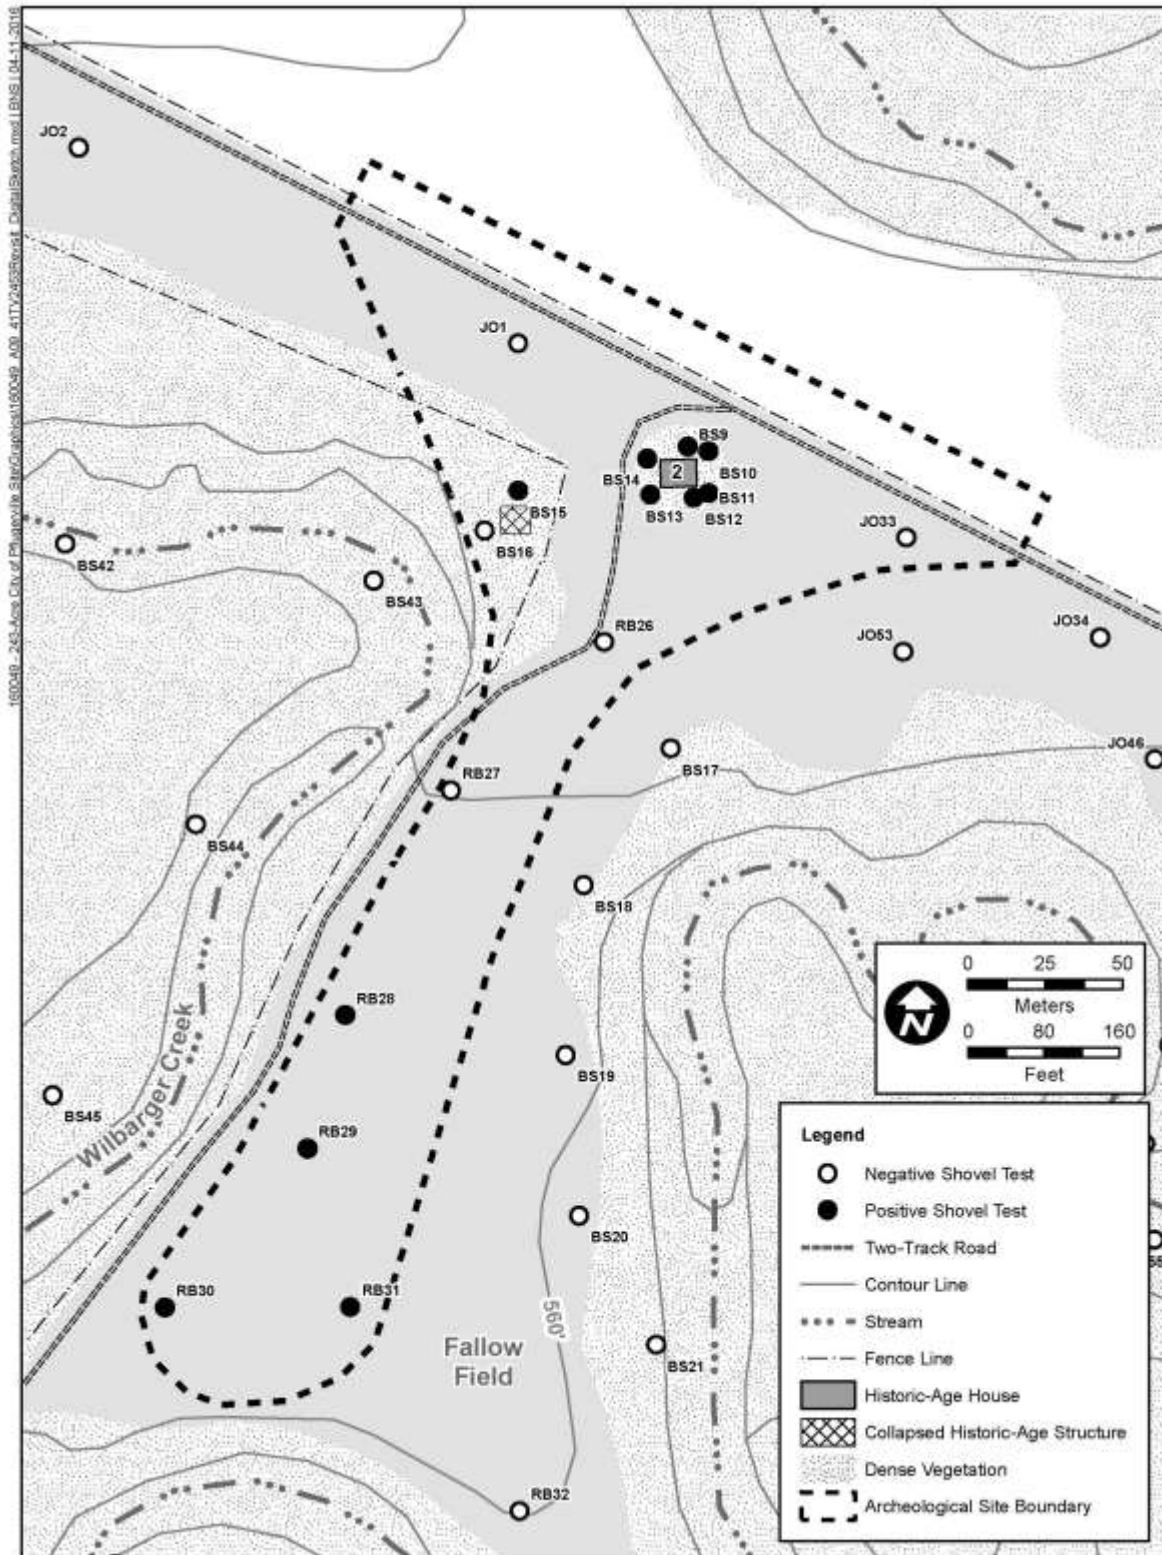 JO2
JO1
BS9
BS10
BS14
2
BS11
BS13
BS12
BS15
BS16
JO33
BS42
BS43
RB26
JO53
JO34
BS17
JO46
RB27
BS44
BS18
RB28
BS19
BS45
Wilbarger Creek
RB29
BS20
RB30
RB31
560'
BS21
Fallow
Field
RB32
N
0 25 50
Meters
0 80 160
Feet
Legend
Negative Shovel Test
Positive Shovel Test
Two-Track Road
Contour Line
Stream
Fence Line
Historic-Age House
Collapsed Historic-Age Structure
Dense Vegetation
Archeological Site Boundary